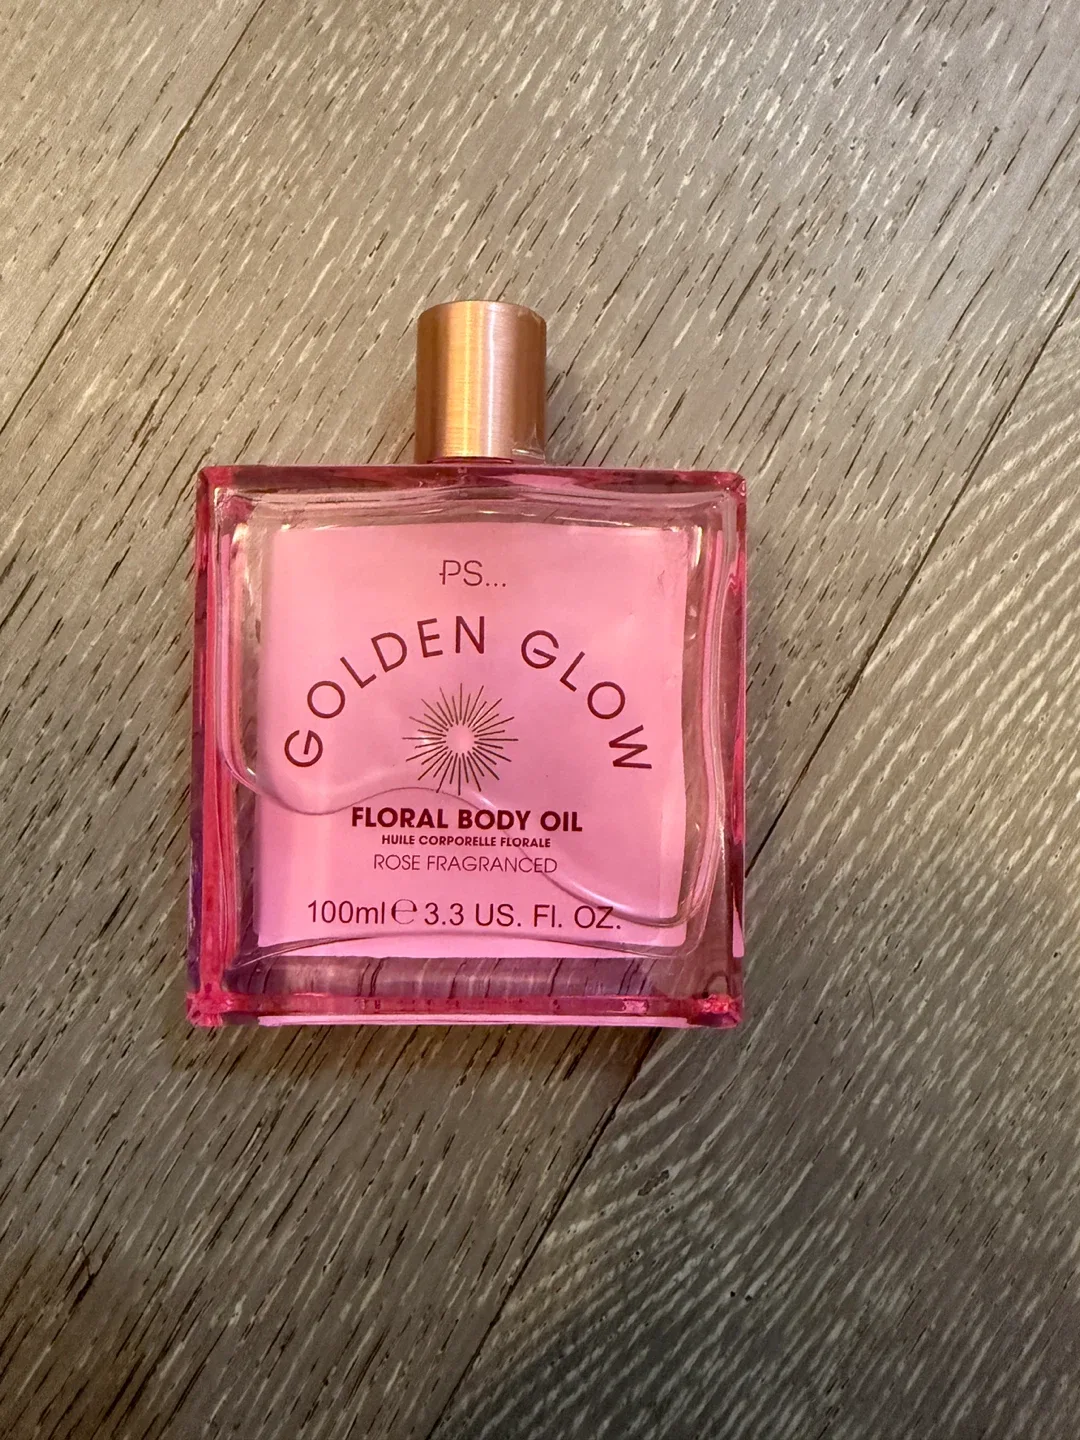 PS...
GOLDEN GLOW
FLORAL BODY OIL
HUILE CORPORELLE FLORALE
ROSE FRAGRANCED
100ml ℮ 3.3 US. Fl. OZ.